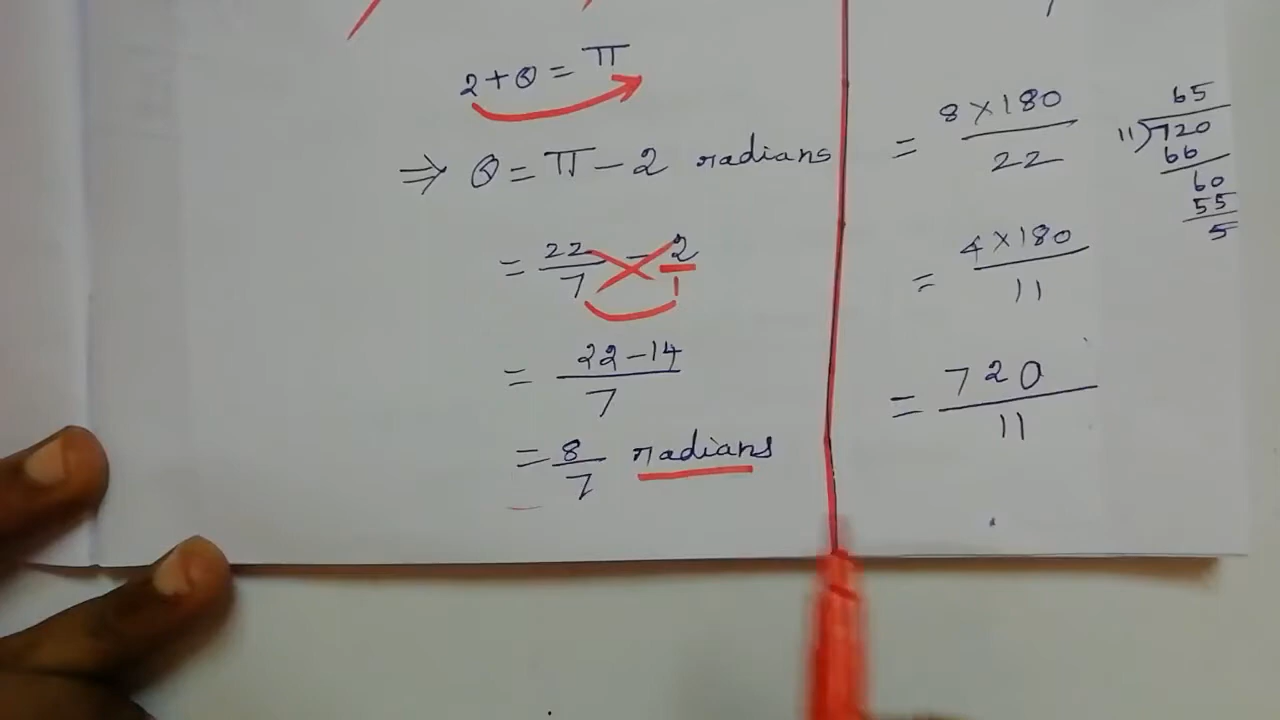 2 + θ = π
⇒ θ = π - 2 radians
= 22/7 - 2/1
= 22 - 14 / 7
= 8/7 radians
= 8 × 180 / 22
= 4 × 180 / 11
= 720 / 11
65
11)720
66
60
55
5